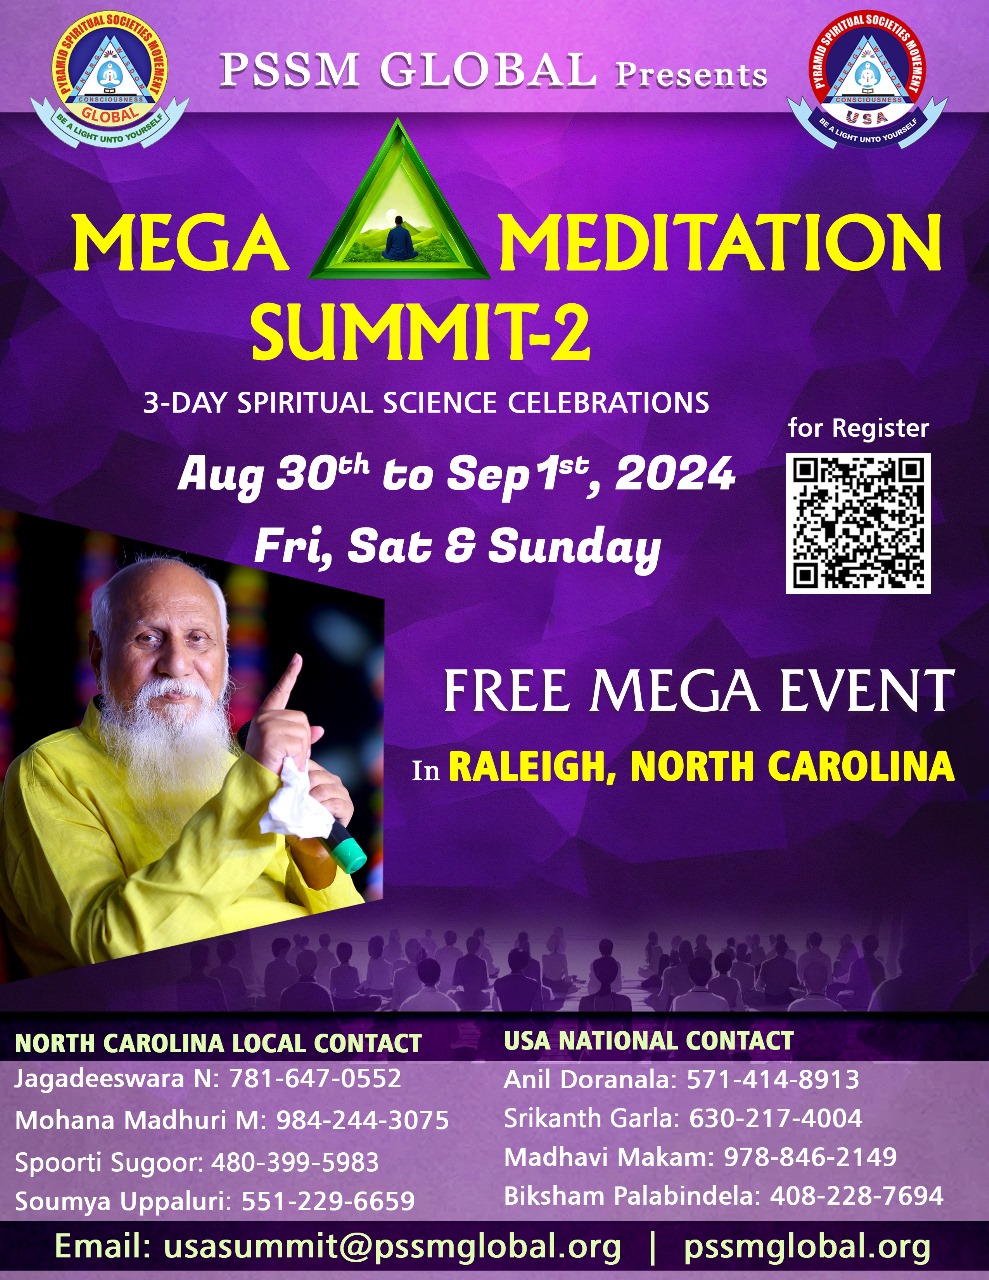 PYRAMID SPIRITUAL SOCIETIES MOVEMENT
CONSCIOUSNESS
GLOBAL
BE A LIGHT UNTO YOURSELF
PSSM GLOBAL Presents
PYRAMID SPIRITUAL SOCIETIES MOVEMENT
CONSCIOUSNESS
USA
BE A LIGHT UNTO YOURSELF
MEGA MEDITATION
SUMMIT-2
3-DAY SPIRITUAL SCIENCE CELEBRATIONS
for Register
Aug 30th to Sep 1st, 2024
Fri, Sat & Sunday
FREE MEGA EVENT
In RALEIGH, NORTH CAROLINA
NORTH CAROLINA LOCAL CONTACT
Jagadeeswara N: 781-647-0552
Mohana Madhuri M: 984-244-3075
Spoorti Sugoor: 480-399-5983
Soumya Uppaluri: 551-229-6659
USA NATIONAL CONTACT
Anil Doranala: 571-414-8913
Srikanth Garla: 630-217-4004
Madhavi Makam: 978-846-2149
Biksham Palabindela: 408-228-7694
Email: usasummit@pssmglobal.org | pssmglobal.org